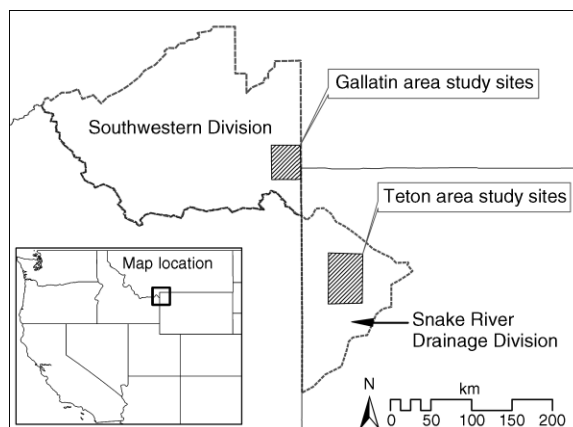 Gallatin area study sites
Southwestern Division
Teton area study sites
Map location
Snake River
Drainage Division
N
km
0 50 100 150 200